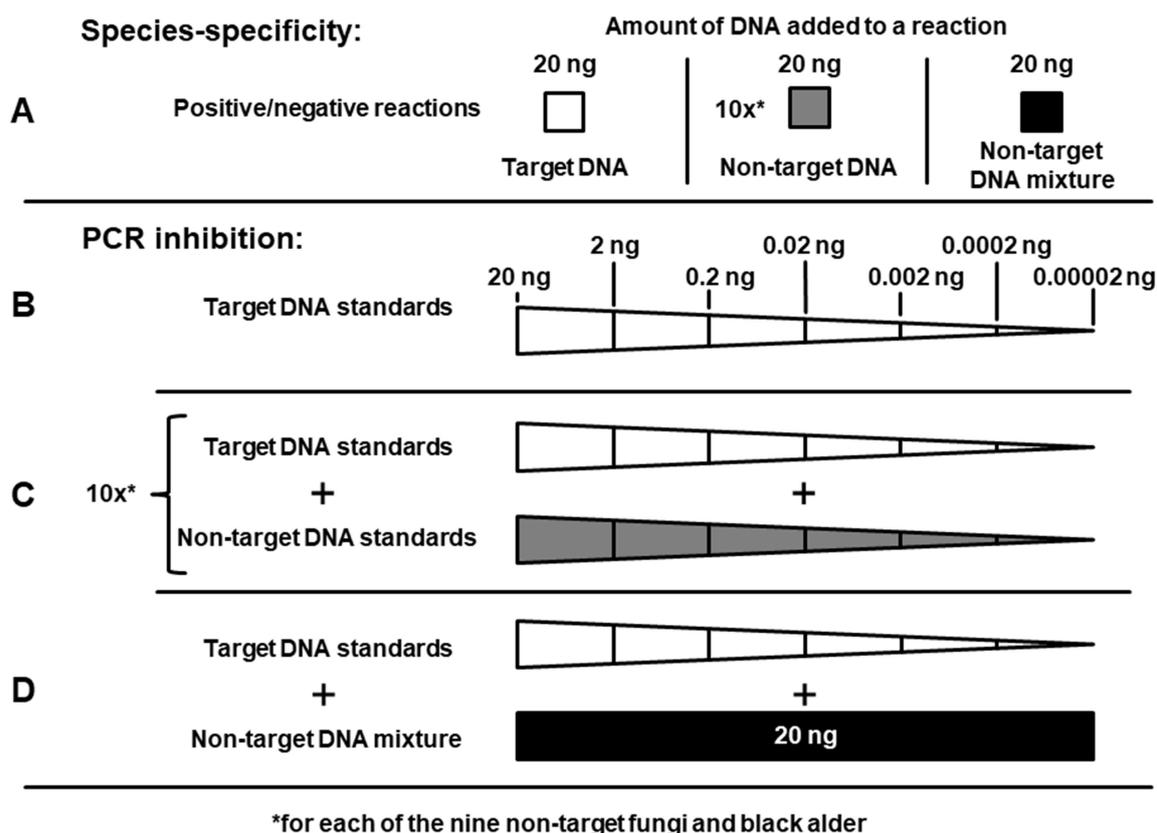 Species-specificity:
Amount of DNA added to a reaction
20 ng
20 ng
20 ng
A
Positive/negative reactions
10x*
Target DNA
Non-target DNA
Non-target
DNA mixture
PCR inhibition:
2 ng
0.02 ng
0.0002 ng
20 ng
0.2 ng
0.002 ng
0.00002 ng
B
Target DNA standards
Target DNA standards
C
10x*
+
+
Non-target DNA standards
Target DNA standards
D
+
+
Non-target DNA mixture
20 ng
*for each of the nine non-target fungi and black alder